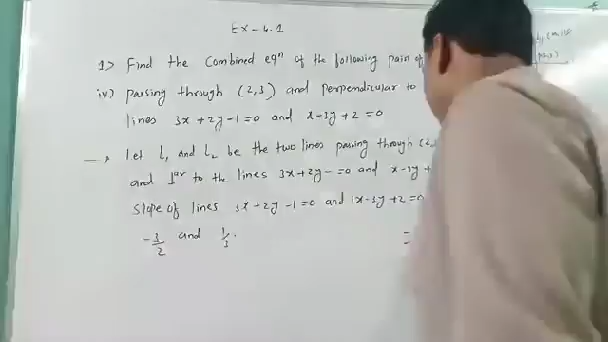 Ex - 4.1
1> Find the Combined eqⁿ of the following pair of
iv) passing through (2,3) and perpendicular to
lines 3x + 2y - 1 = 0 and x - 3y + 2 = 0
→ Let L₁ and L₂ be the two lines passing through (2,
and 1ar to the lines 3x + 2y - = 0 and x - 3y +
slope of lines 3x - 2y - 1 = 0 and x - 3y + 2 = 0
-3/2 and 1/3.
=